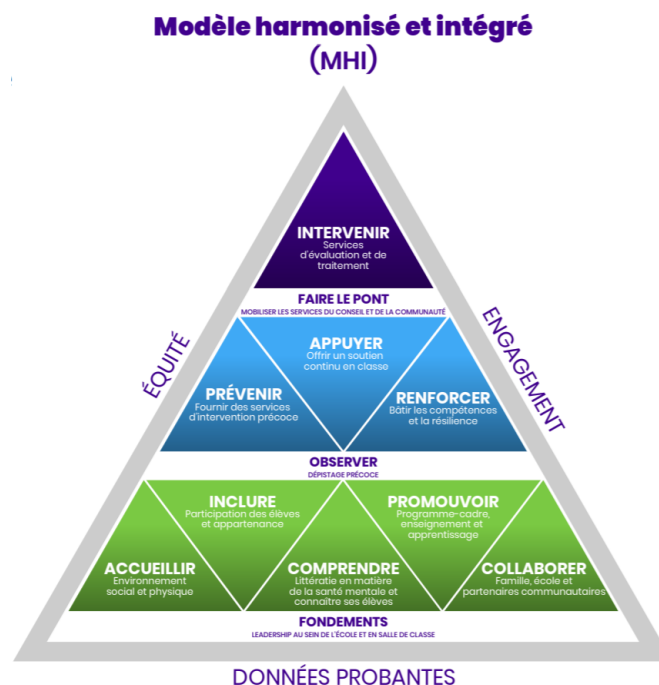 Modèle harmonisé et intégré
(MHI)
INTERVENIR
Services
d'évaluation et de
traitement
FAIRE LE PONT
MOBILISER LES SERVICES DU CONSEIL ET DE LA COMMUNAUTÉ
ÉQUITÉ
ENGAGEMENT
APPUYER
Offrir un soutien
continu en classe
PRÉVENIR
Fournir des services
d'intervention précoce
RENFORCER
Bâtir les compétences
et la résilience
OBSERVER
DÉPISTAGE PRÉCOCE
INCLURE
Participation des élèves
et appartenance
PROMOUVOIR
Programme-cadre,
enseignement et
apprentissage
ACCUEILLIR
Environnement
social et physique
COMPRENDRE
Littératie en matière
de la santé mentale et
connaître ses élèves
COLLABORER
Famille, école et
partenaires communautaires
FONDEMENTS
LEADERSHIP AU SEIN DE L'ÉCOLE ET EN SALLE DE CLASSE
DONNÉES PROBANTES